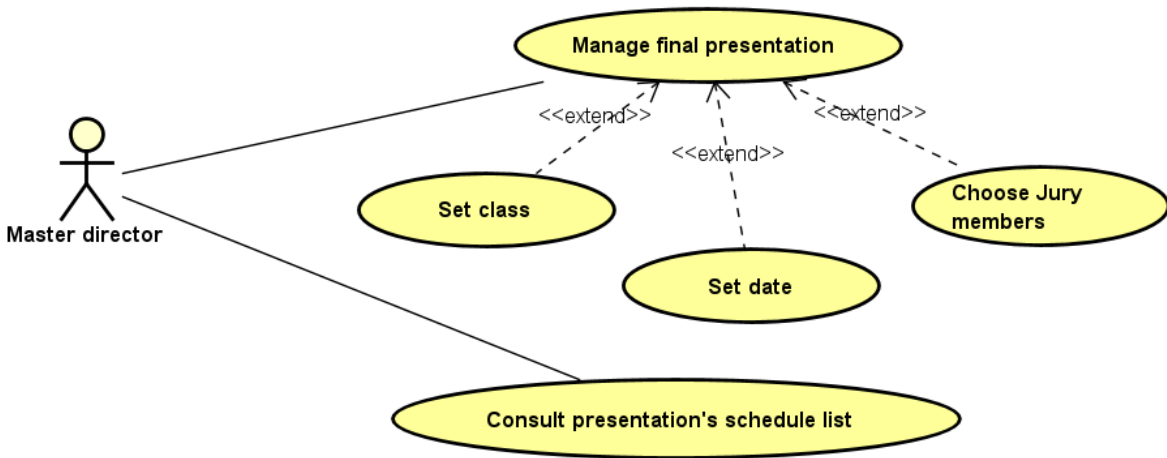 Manage final presentation
<<extend>>
<<extend>>
<<extend>>
Set class
Choose Jury
members
Master director
Set date
Consult presentation's schedule list